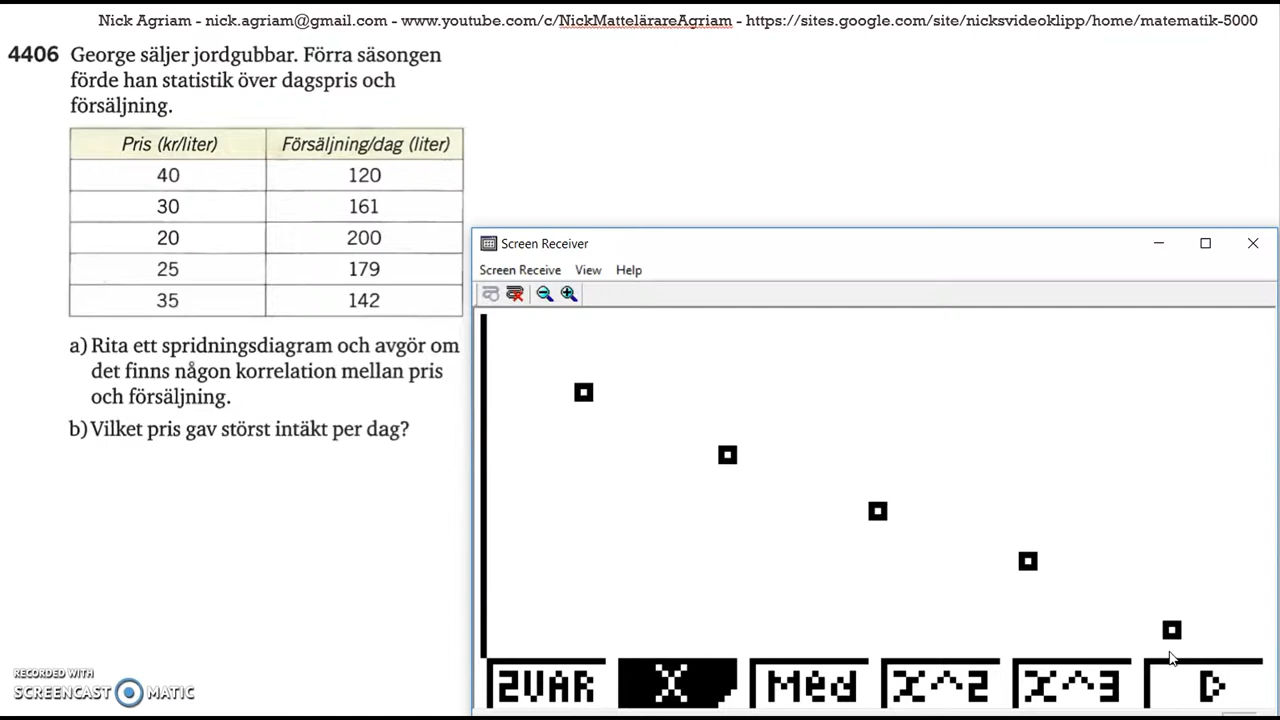 Nick Agriam - nick.agriam@gmail.com - www.youtube.com/c/NickMattelärareAgriam - https://sites.google.com/site/nicksvideoklipp/home/matematik-5000
4406 George säljer jordgubbar. Förra säsongen
förde han statistik över dagspris och
försäljning.
Pris (kr/liter) Försäljning/dag (liter)
40 120
30 161
20 200
25 179
35 142
a) Rita ett spridningsdiagram och avgör om
det finns någon korrelation mellan pris
och försäljning.
b) Vilket pris gav störst intäkt per dag?
Screen Receiver
Screen Receive View Help
2VAR X Med X^2 X^3 D
RECORDED WITH
SCREENCAST MATIC